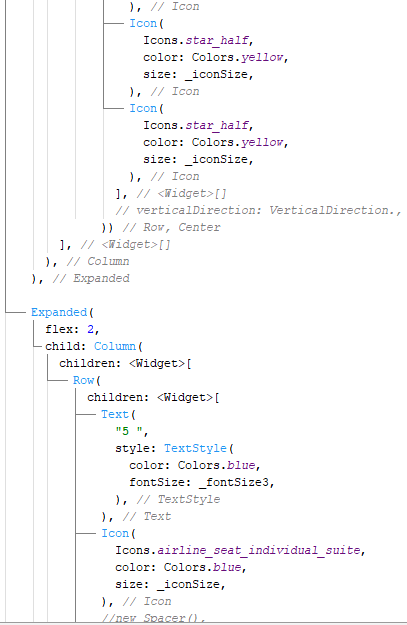 ), // Icon
Icon(
Icons.star_half,
color: Colors.yellow,
size: _iconSize,
), // Icon
Icon(
Icons.star_half,
color: Colors.yellow,
size: _iconSize,
), // Icon
], // <Widget>[]
// verticalDirection: VerticalDirection.,
)) // Row, Center
], // <Widget>[]
), // Column
), // Expanded
Expanded(
flex: 2,
child: Column(
children: <Widget>[
Row(
children: <Widget>[
Text(
"5 ",
style: TextStyle(
color: Colors.blue,
fontSize: _fontSize3,
), // TextStyle
), // Text
Icon(
Icons.airline_seat_individual_suite,
color: Colors.blue,
size: _iconSize,
), // Icon
//new Spacer(),